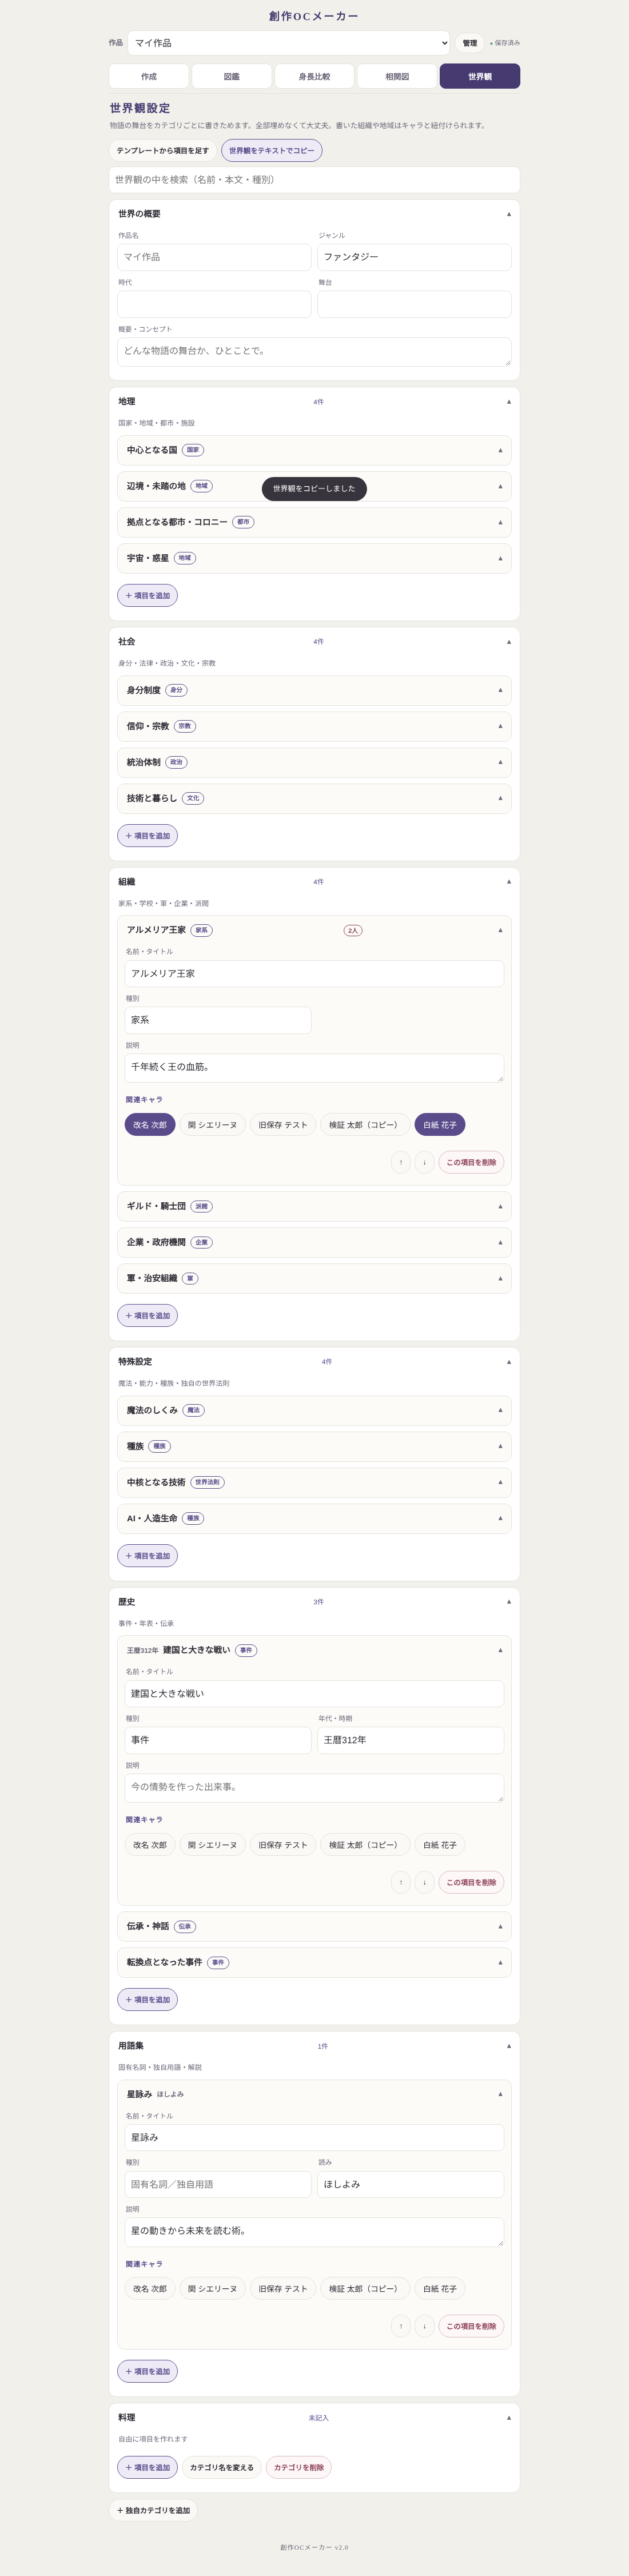 創作OCメーカー
作品 マイ作品 管理 ● 保存済み
作成 図鑑 身長比較 相関図 世界観
世界観設定
物語の舞台をカテゴリごとに書きためます。全部埋めなくて大丈夫。書いた組織や地域はキャラと紐付けられます。
テンプレートから項目を足す 世界観をテキストでコピー
世界観の中を検索（名前・本文・種別）
世界の概要 ▲
作品名 ジャンル
マイ作品 ファンタジー
時代 舞台
概要・コンセプト
どんな物語の舞台か、ひとことで。
地理 4件 ▲
国家・地域・都市・施設
中心となる国 国家 ▲
辺境・未踏の地 地域 ▲
世界観をコピーしました
拠点となる都市・コロニー 都市 ▲
宇宙・惑星 地域 ▲
＋ 項目を追加
社会 4件 ▲
身分・法律・政治・文化・宗教
身分制度 身分 ▲
信仰・宗教 宗教 ▲
統治体制 政治 ▲
技術と暮らし 文化 ▲
＋ 項目を追加
組織 4件 ▲
家系・学校・軍・企業・派閥
アルメリア王家 家系 2人 ▲
名前・タイトル
アルメリア王家
種別
家系
説明
千年続く王の血筋。
関連キャラ
改名 次郎 関 シエリーヌ 旧保存 テスト 検証 太郎（コピー） 白紙 花子
↑ ↓ この項目を削除
ギルド・騎士団 派閥 ▲
企業・政府機関 企業 ▲
軍・治安組織 軍 ▲
＋ 項目を追加
特殊設定 4件 ▲
魔法・能力・種族・独自の世界法則
魔法のしくみ 魔法 ▲
種族 種族 ▲
中核となる技術 世界法則 ▲
AI・人造生命 種族 ▲
＋ 項目を追加
歴史 3件 ▲
事件・年表・伝承
王暦312年 建国と大きな戦い 事件 ▲
名前・タイトル
建国と大きな戦い
種別 年代・時期
事件 王暦312年
説明
今の情勢を作った出来事。
関連キャラ
改名 次郎 関 シエリーヌ 旧保存 テスト 検証 太郎（コピー） 白紙 花子
↑ ↓ この項目を削除
伝承・神話 伝承 ▲
転換点となった事件 事件 ▲
＋ 項目を追加
用語集 1件 ▲
固有名詞・独自用語・解説
星詠み ほしよみ ▲
名前・タイトル
星詠み
種別 読み
固有名詞／独自用語 ほしよみ
説明
星の動きから未来を読む術。
関連キャラ
改名 次郎 関 シエリーヌ 旧保存 テスト 検証 太郎（コピー） 白紙 花子
↑ ↓ この項目を削除
＋ 項目を追加
料理 未記入 ▲
自由に項目を作れます
＋ 項目を追加 カテゴリ名を変える カテゴリを削除
＋ 独自カテゴリを追加
創作OCメーカー v2.0